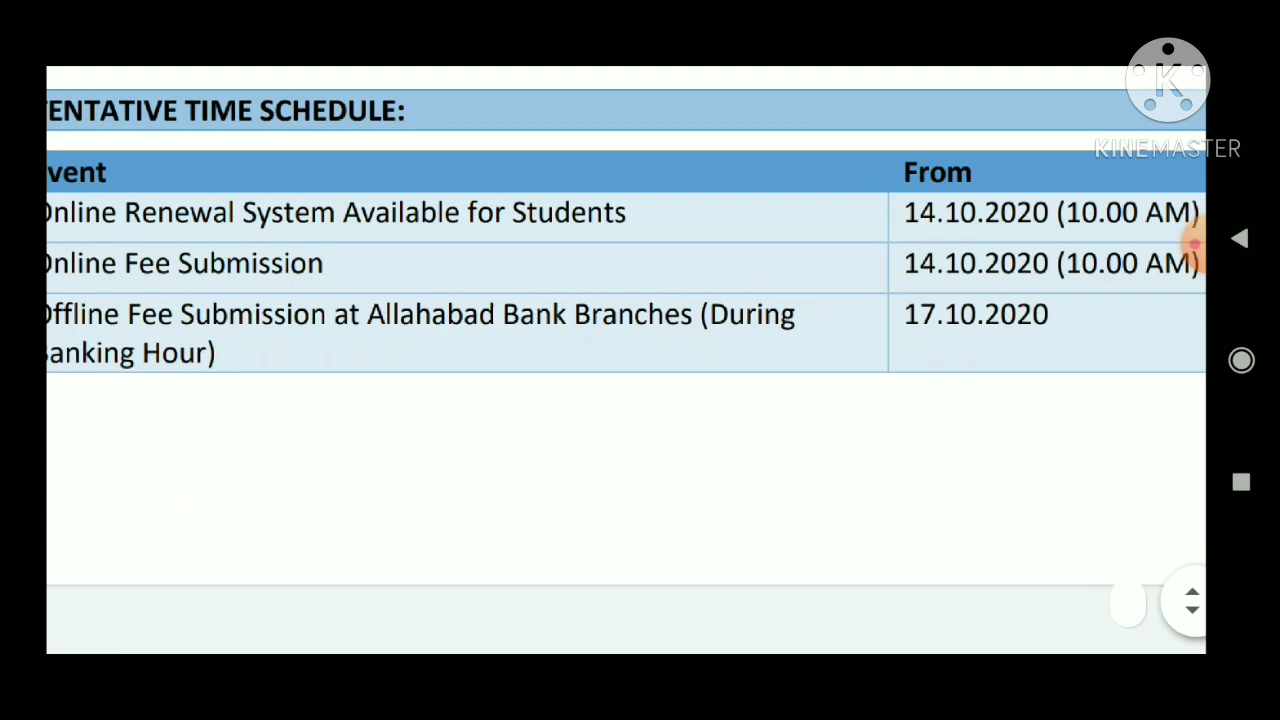 KINEMASTER
ENTATIVE TIME SCHEDULE:
vent From
Online Renewal System Available for Students 14.10.2020 (10.00 AM)
Online Fee Submission 14.10.2020 (10.00 AM)
Offline Fee Submission at Allahabad Bank Branches (During 17.10.2020
anking Hour)